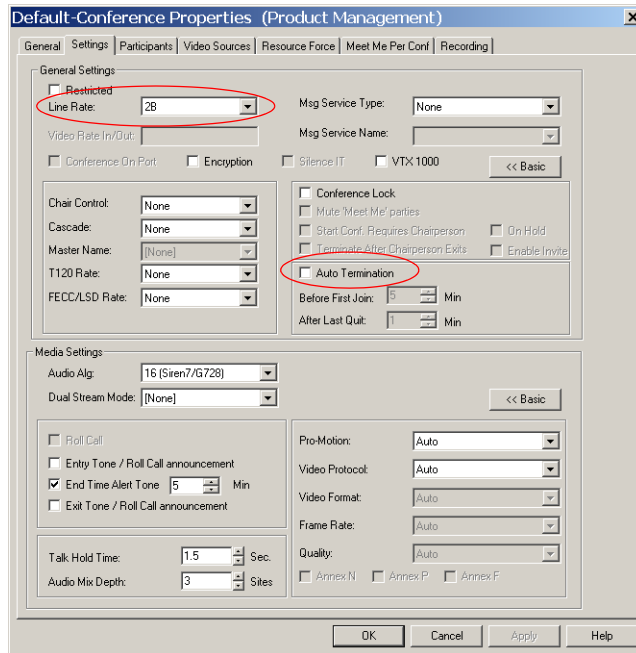 Default-Conference Properties (Product Management)
General Settings Participants Video Sources Resource Force Meet Me Per Conf Recording
General Settings
Restricted
Line Rate: 2B
Msg Service Type: None
Video Rate In/Out:
Msg Service Name:
Conference On Port Encryption Silence IT VTX 1000 << Basic
Chair Control: None
Cascade: None
Master Name: [None]
T120 Rate: None
FECC/LSD Rate: None
Conference Lock
Mute 'Meet Me' parties
Start Conf. Requires Chairperson On Hold
Terminate After Chairperson Exits Enable Invite
Auto Termination
Before First Join: 5 Min
After Last Quit: 1 Min
Media Settings
Audio Alg: 16 (Siren7/G728)
Dual Stream Mode: [None]
<< Basic
Roll Call
Entry Tone / Roll Call announcement
End Time Alert Tone 5 Min
Exit Tone / Roll Call announcement
Talk Hold Time: 1.5 Sec.
Audio Mix Depth: 3 Sites
Pro-Motion: Auto
Video Protocol: Auto
Video Format: Auto
Frame Rate: Auto
Quality: Auto
Annex N Annex P Annex F
OK Cancel Apply Help